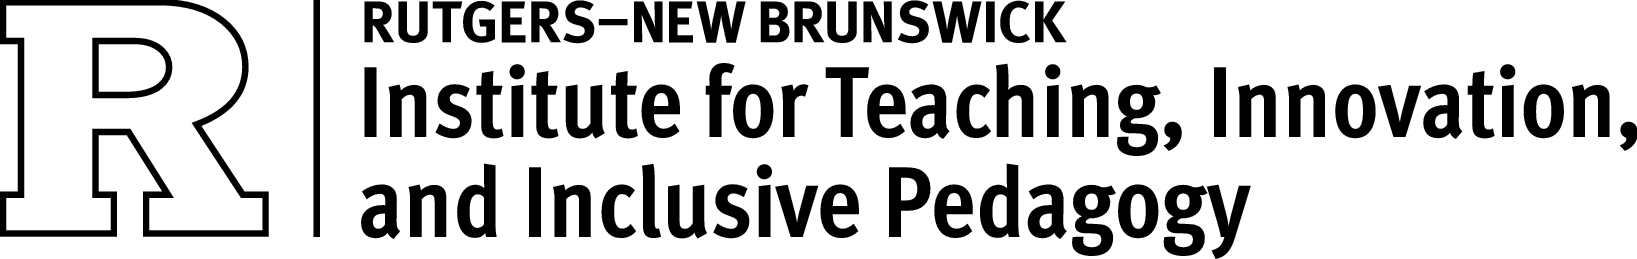 R
RUTGERS–NEW BRUNSWICK
Institute for Teaching, Innovation,
and Inclusive Pedagogy